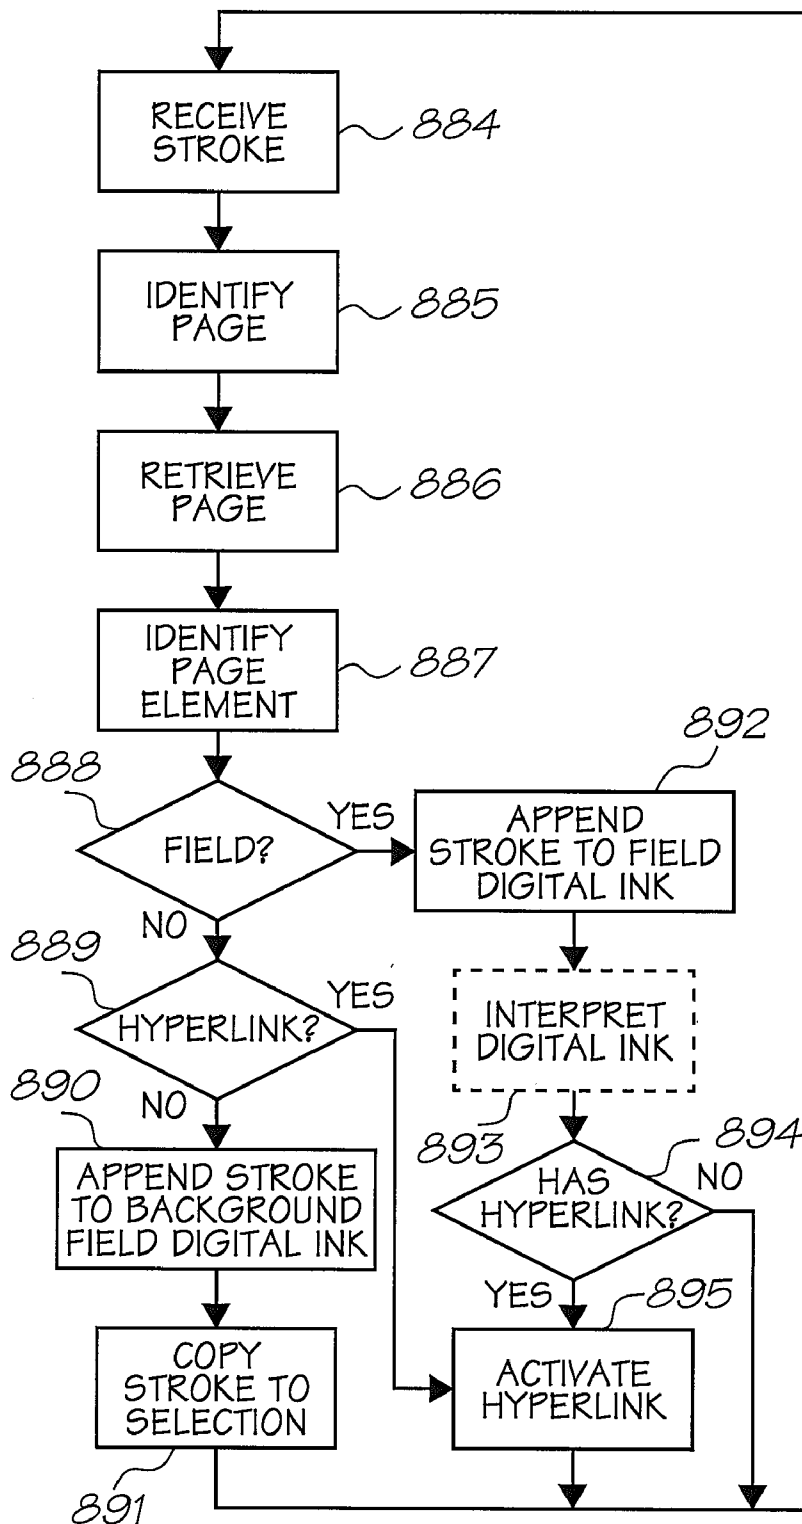 RECEIVE
STROKE
884
IDENTIFY
PAGE
885
RETRIEVE
PAGE
886
IDENTIFY
PAGE
ELEMENT
887
888
FIELD?
YES
NO
892
APPEND
STROKE TO FIELD
DIGITAL INK
889
HYPERLINK?
YES
NO
INTERPRET
DIGITAL INK
893
890
APPEND STROKE
TO BACKGROUND
FIELD DIGITAL INK
894
HAS
HYPERLINK?
NO
YES
895
COPY
STROKE TO
SELECTION
891
ACTIVATE
HYPERLINK